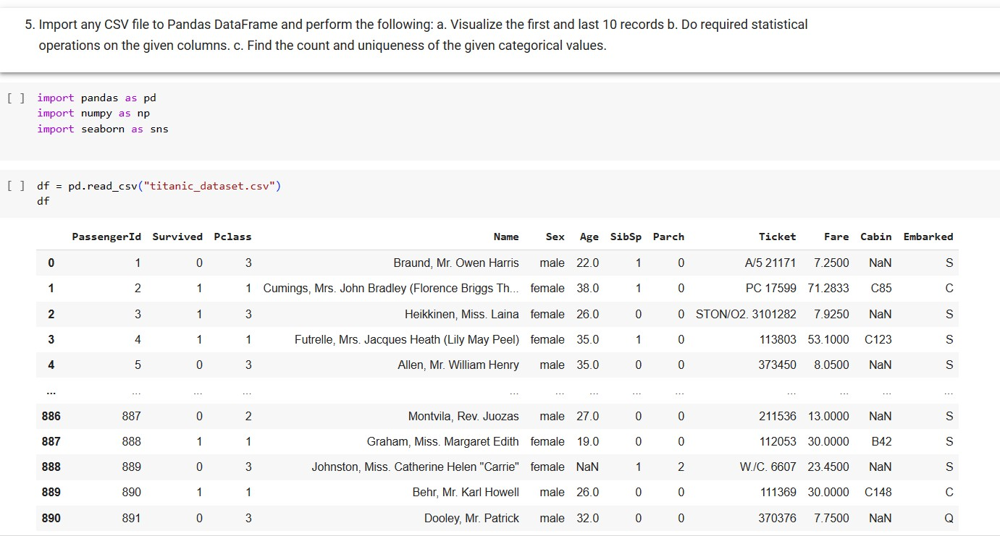 5. Import any CSV file to Pandas DataFrame and perform the following: a. Visualize the first and last 10 records b. Do required statistical
operations on the given columns. c. Find the count and uniqueness of the given categorical values.
[ ] import pandas as pd
import numpy as np
import seaborn as sns
[ ] df = pd.read_csv("titanic_dataset.csv")
df
PassengerId Survived Pclass Name Sex Age SibSp Parch Ticket Fare Cabin Embarked
0 1 0 3 Braund, Mr. Owen Harris male 22.0 1 0 A/5 21171 7.2500 NaN S
1 2 1 1 Cumings, Mrs. John Bradley (Florence Briggs Th... female 38.0 1 0 PC 17599 71.2833 C85 C
2 3 1 3 Heikkinen, Miss. Laina female 26.0 0 0 STON/O2. 3101282 7.9250 NaN S
3 4 1 1 Futrelle, Mrs. Jacques Heath (Lily May Peel) female 35.0 1 0 113803 53.1000 C123 S
4 5 0 3 Allen, Mr. William Henry male 35.0 0 0 373450 8.0500 NaN S
... ... ... ... ... ... ... ... ... ... ... ... ...
886 887 0 2 Montvila, Rev. Juozas male 27.0 0 0 211536 13.0000 NaN S
887 888 1 1 Graham, Miss. Margaret Edith female 19.0 0 0 112053 30.0000 B42 S
888 889 0 3 Johnston, Miss. Catherine Helen "Carrie" female NaN 1 2 W./C. 6607 23.4500 NaN S
889 890 1 1 Behr, Mr. Karl Howell male 26.0 0 0 111369 30.0000 C148 C
890 891 0 3 Dooley, Mr. Patrick male 32.0 0 0 370376 7.7500 NaN Q